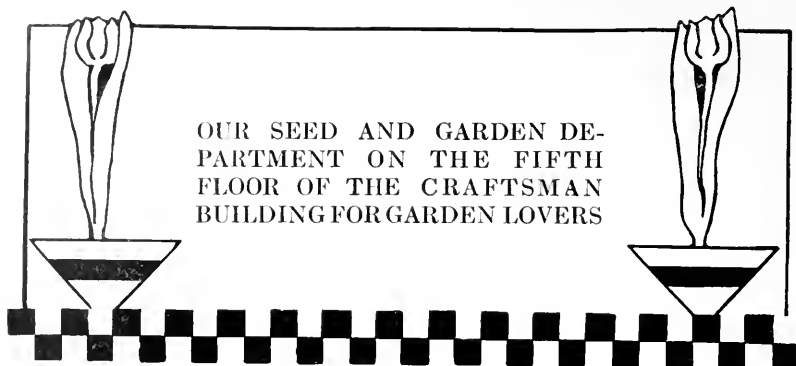 OUR SEED AND GARDEN DE-
PARTMENT ON THE FIFTH
FLOOR OF THE CRAFTSMAN
BUILDING FOR GARDEN LOVERS